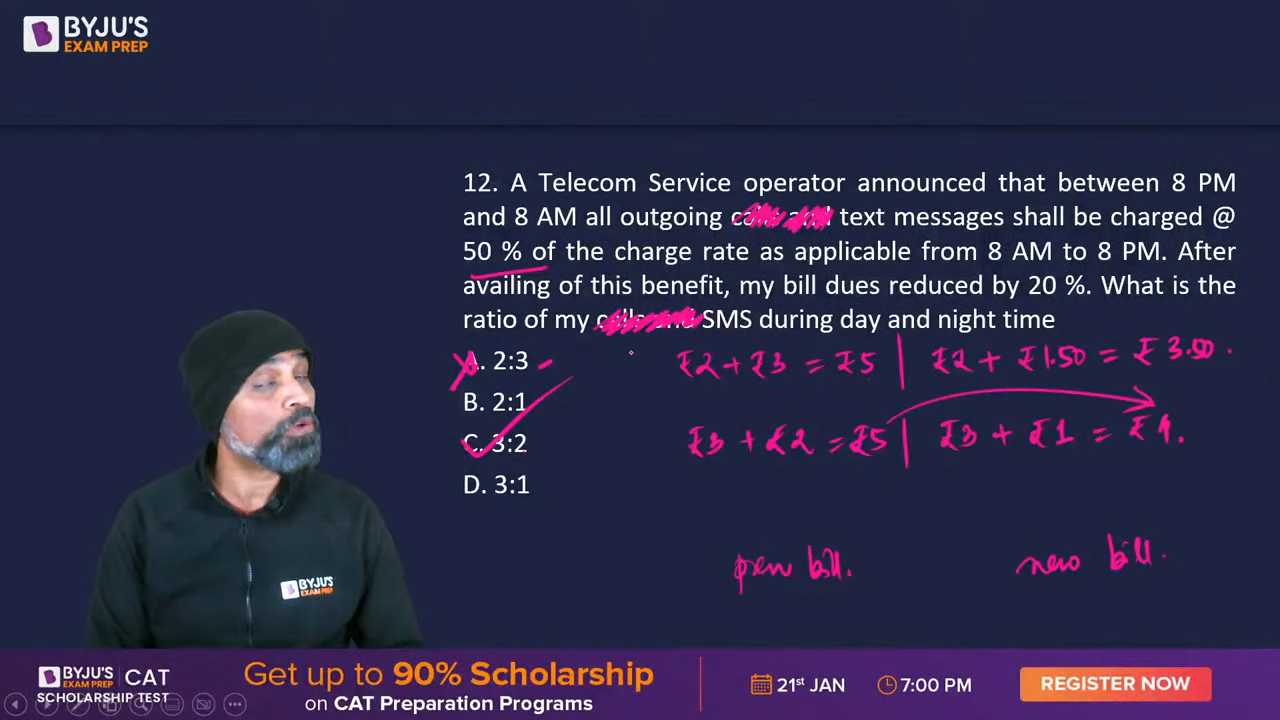 BYJU'S
EXAM PREP
12. A Telecom Service operator announced that between 8 PM
and 8 AM all outgoing calls and text messages shall be charged @
50 % of the charge rate as applicable from 8 AM to 8 PM. After
availing of this benefit, my bill dues reduced by 20 %. What is the
ratio of my calls and SMS during day and night time
A. 2:3
₹2 + ₹3 = ₹5 | ₹2 + ₹1.50 = ₹3.50
B. 2:1
C. 3:2
₹3 + ₹2 = ₹5 | ₹3 + ₹1 = ₹4.
D. 3:1
prev bill.
new bill.
BYJU'S
EXAM PREP
BYJU'S
EXAM PREP
CAT
SCHOLARSHIP TEST
Get up to 90% Scholarship
on CAT Preparation Programs
21ST JAN
7:00 PM
REGISTER NOW